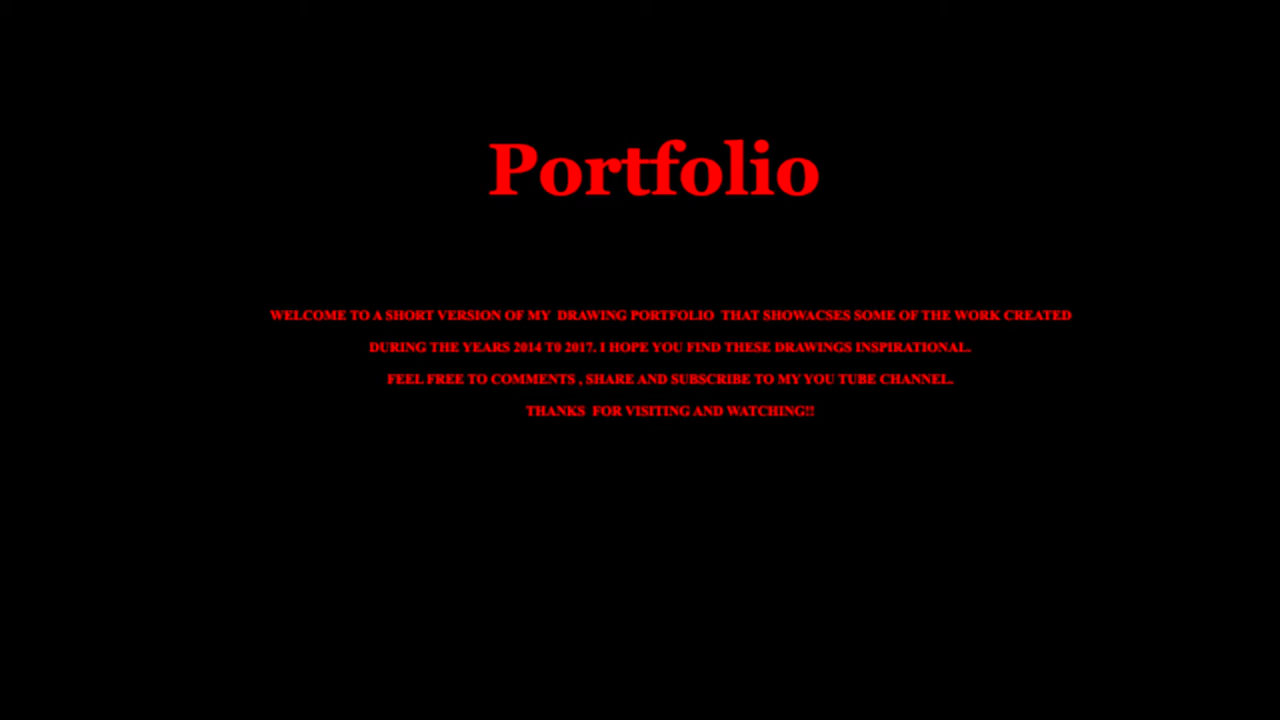 Portfolio
WELCOME TO A SHORT VERSION OF MY  DRAWING PORTFOLIO  THAT SHOWACSES SOME OF THE WORK CREATED
DURING THE YEARS 2014 T0 2017. I HOPE YOU FIND THESE DRAWINGS INSPIRATIONAL.
FEEL FREE TO COMMENTS , SHARE AND SUBSCRIBE TO MY YOU TUBE CHANNEL.
THANKS  FOR VISITING AND WATCHING!!